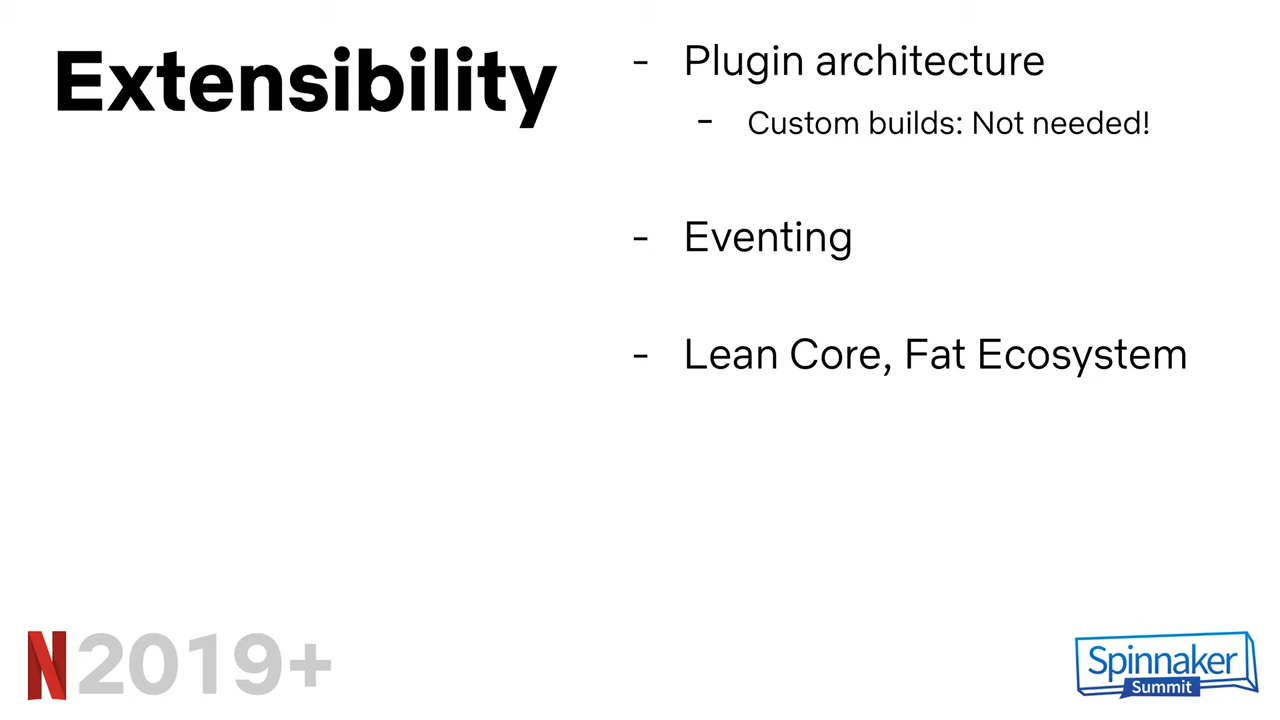 Extensibility
- Plugin architecture
- Custom builds: Not needed!
- Eventing
- Lean Core, Fat Ecosystem
N 2019+
Spinnaker
Summit